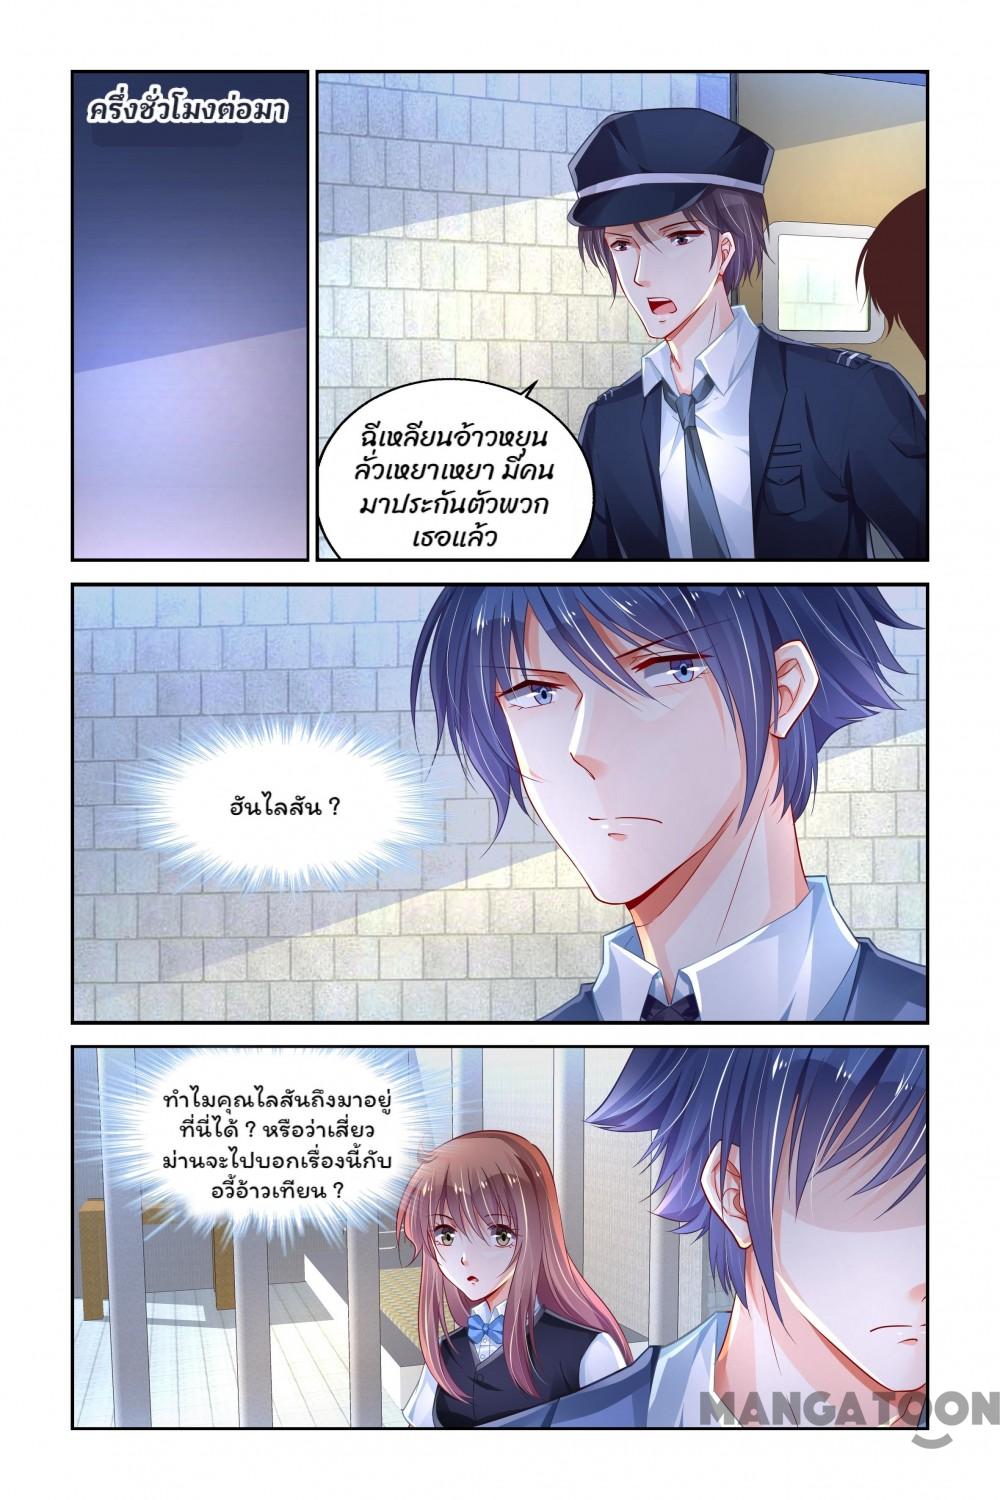 ครึ่งชั่วโมงต่อมา
ฉีเหลียนอ้าวหยุน
ลั่วเหยาเหยา มีคน
มาประกันตัวพวก
เธอแล้ว
ฮันไลสัน ?
ทำไมคุณไลสันถึงมาอยู่
ที่นี่ได้ ? หรือว่าเสี่ยว
ม่านจะไปบอกเรื่องนี้กับ
อวี้อ้าวเทียน ?
MANGATOON